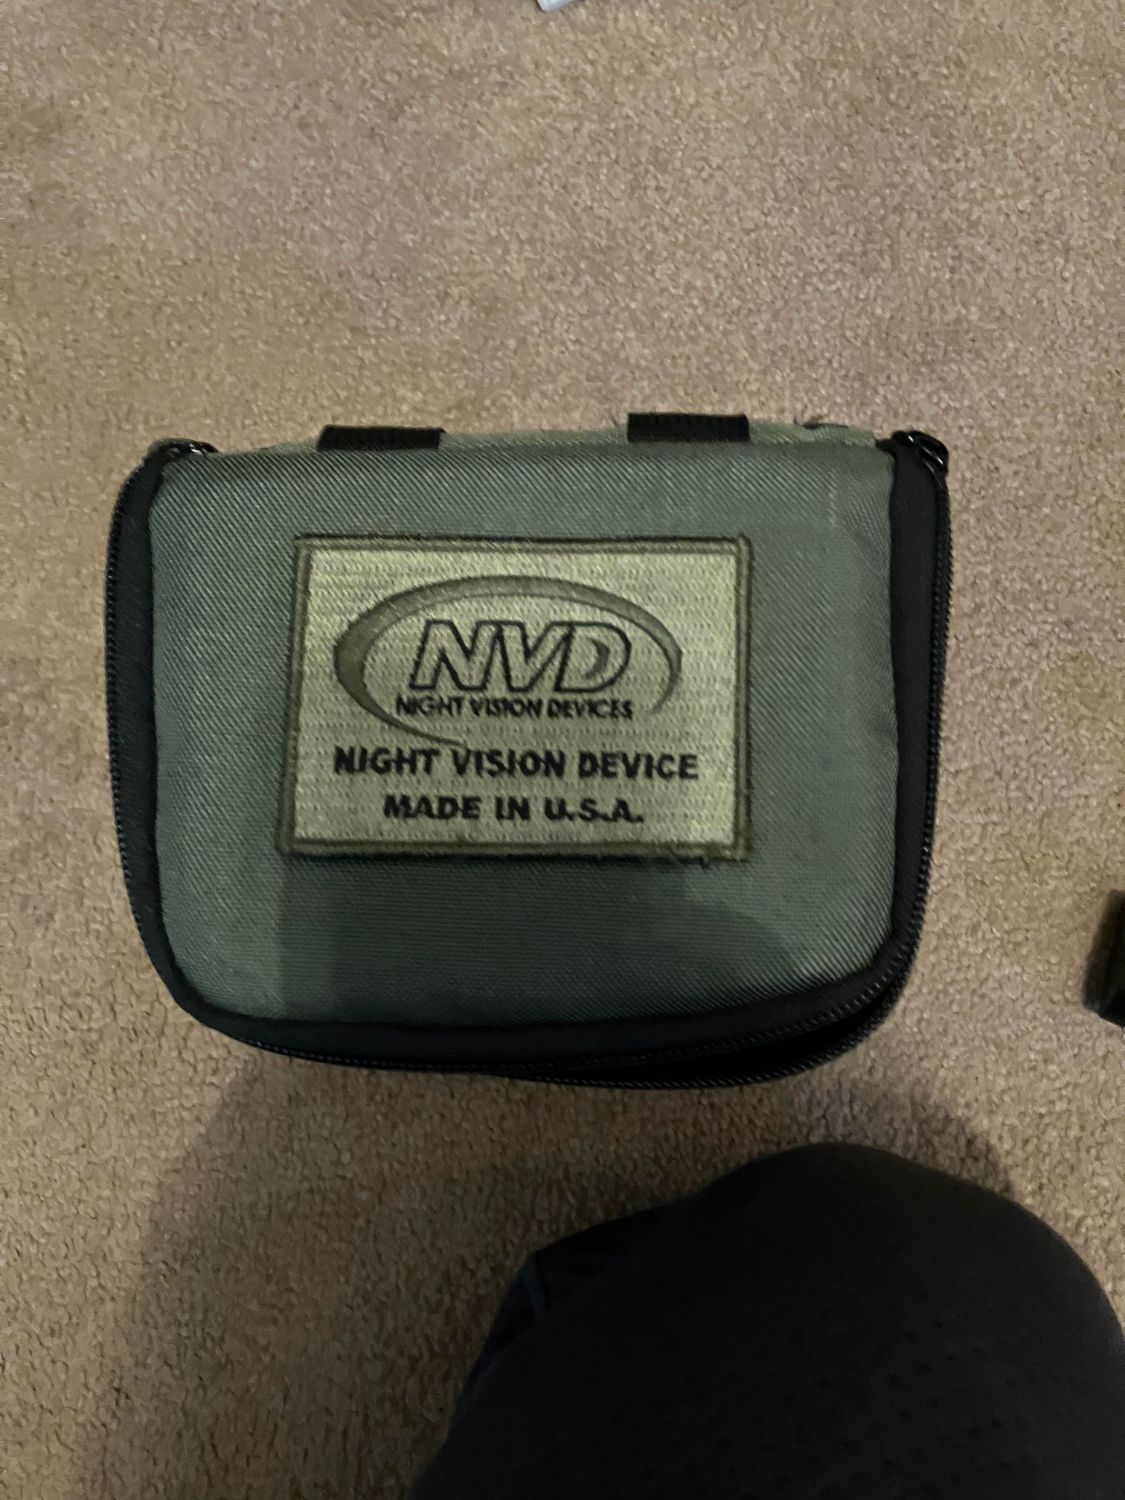 NVD
NIGHT VISION DEVICES
NIGHT VISION DEVICE
MADE IN U.S.A.